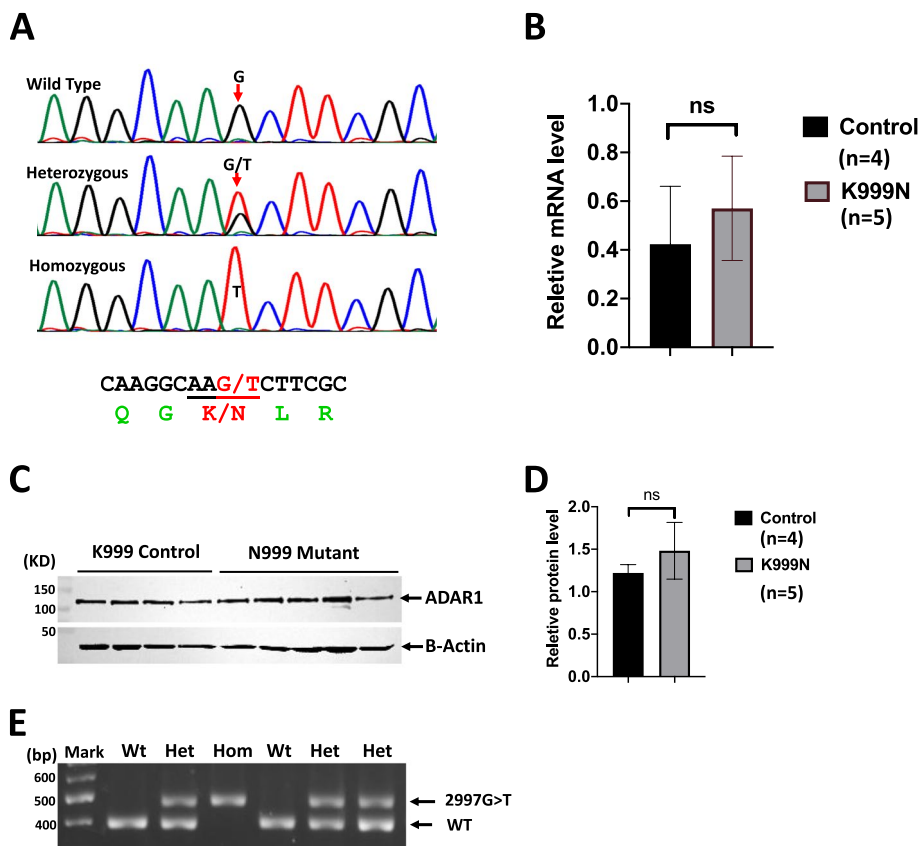 A
Wild Type
G
Heterozygous
G/T
Homozygous
T
CAAGGCAAG/TCTTCGC
Q G K/N L R
B
Reletive mRNA level
1.0
0.8
0.6
0.4
0.2
0.0
ns
Control
(n=4)
K999N
(n=5)
C
(KD)
K999 Control
N999 Mutant
150
100
50
ADAR1
B-Actin
D
Reletive protein level
2.0
1.5
1.0
0.5
0.0
ns
Control
(n=4)
K999N
(n=5)
E
(bp) Mark Wt Het Hom Wt Het Het
600
500
400
2997G>T
WT